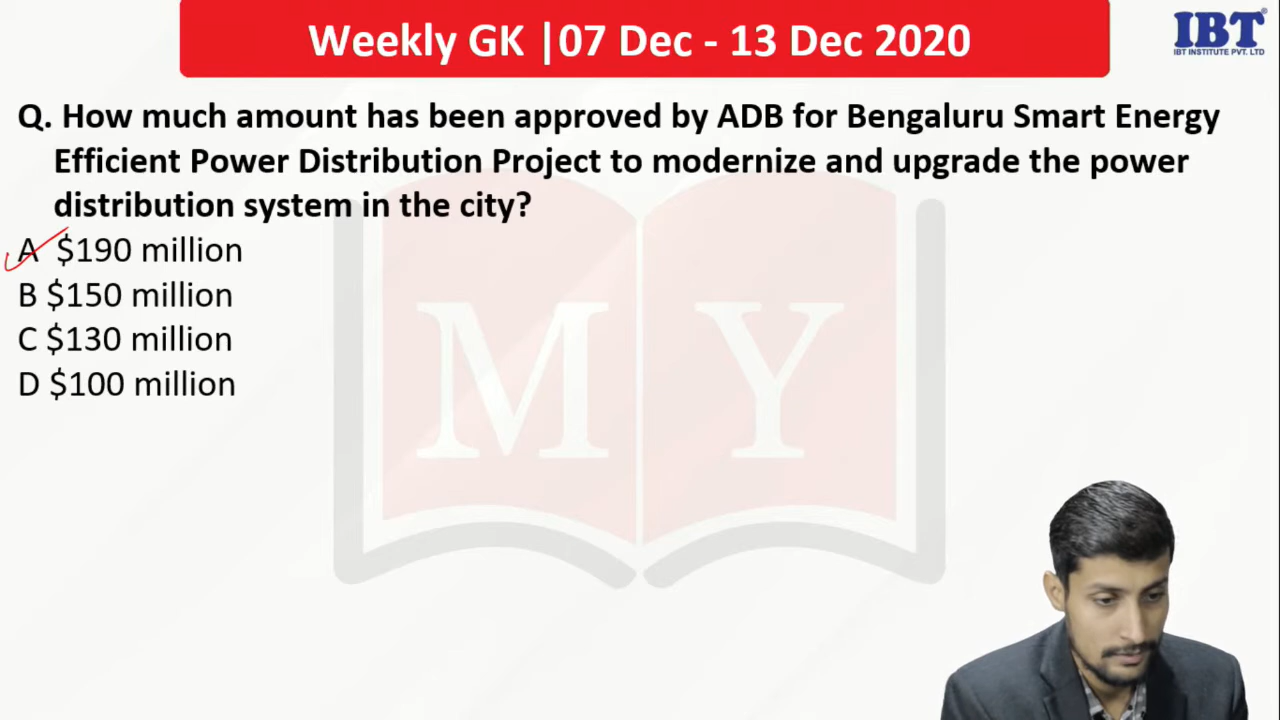 Weekly GK |07 Dec - 13 Dec 2020
IBT
IBT INSTITUTE PVT. LTD
Q. How much amount has been approved by ADB for Bengaluru Smart Energy
Efficient Power Distribution Project to modernize and upgrade the power
distribution system in the city?
A $190 million
B $150 million
C $130 million
D $100 million
M Y